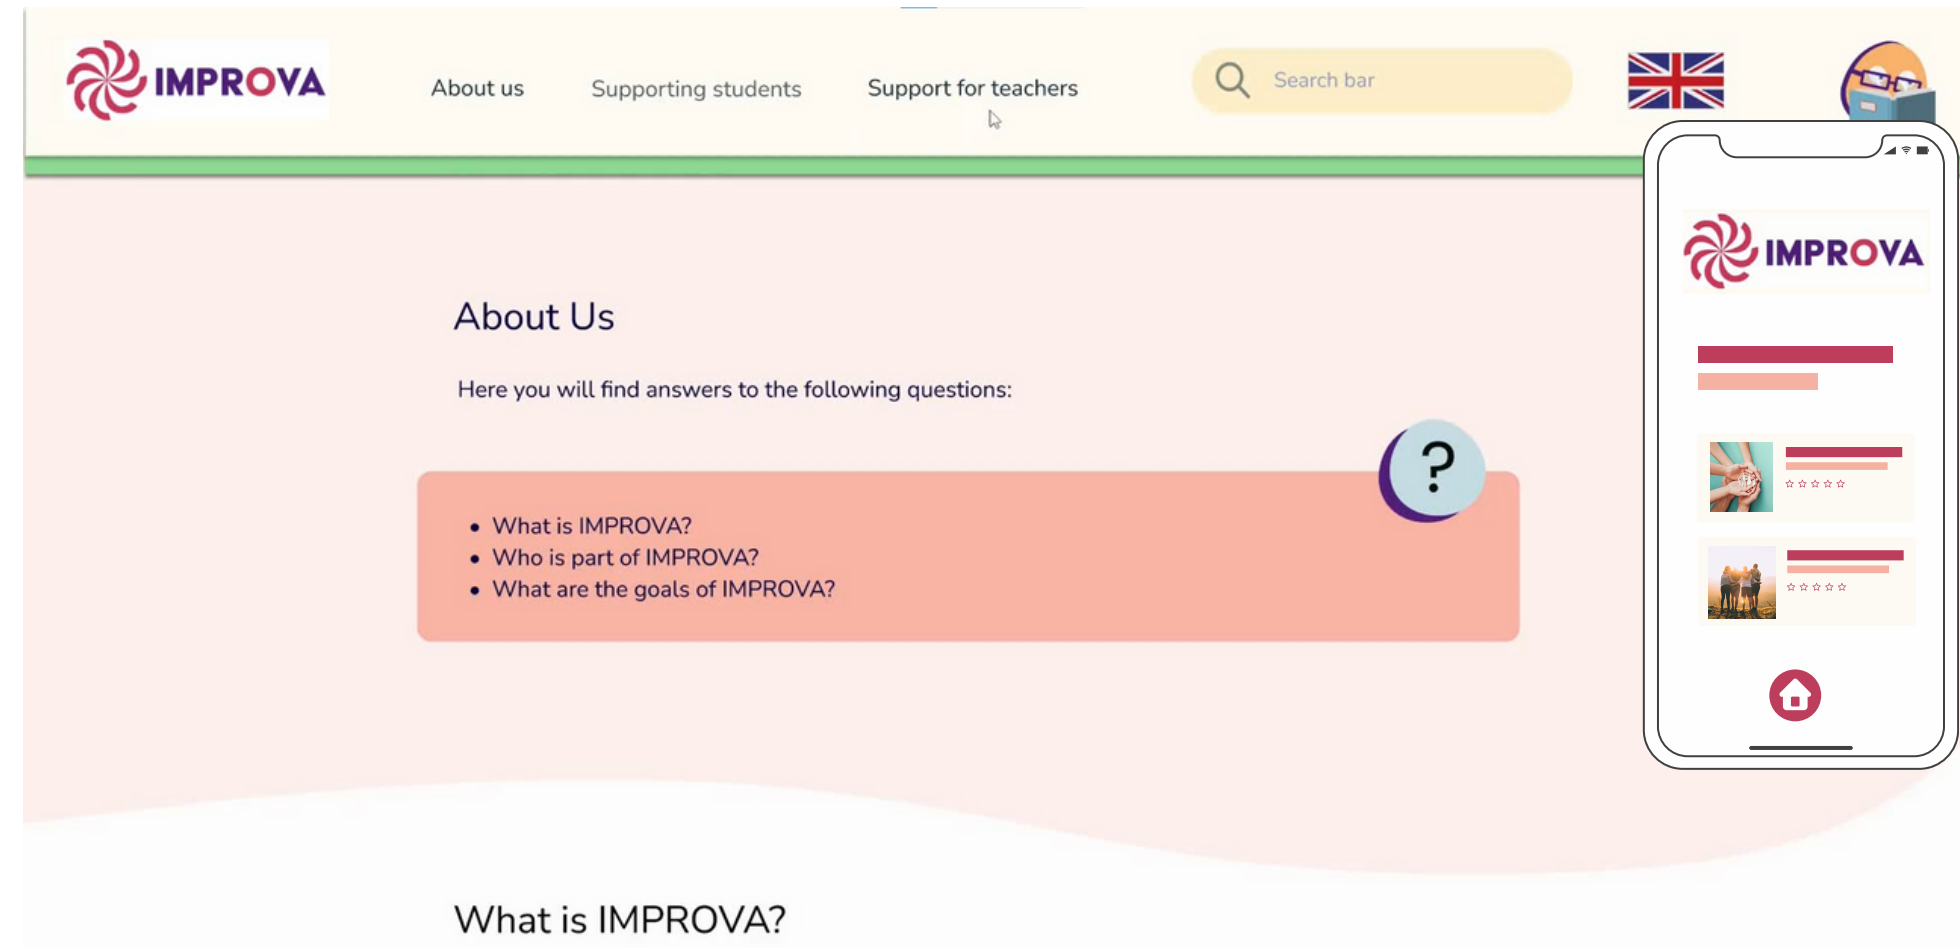 IMPROVA
About us
Supporting students
Support for teachers
Search bar
IMPROVA
About Us
Here you will find answers to the following questions:
?
• What is IMPROVA?
• Who is part of IMPROVA?
• What are the goals of IMPROVA?
What is IMPROVA?